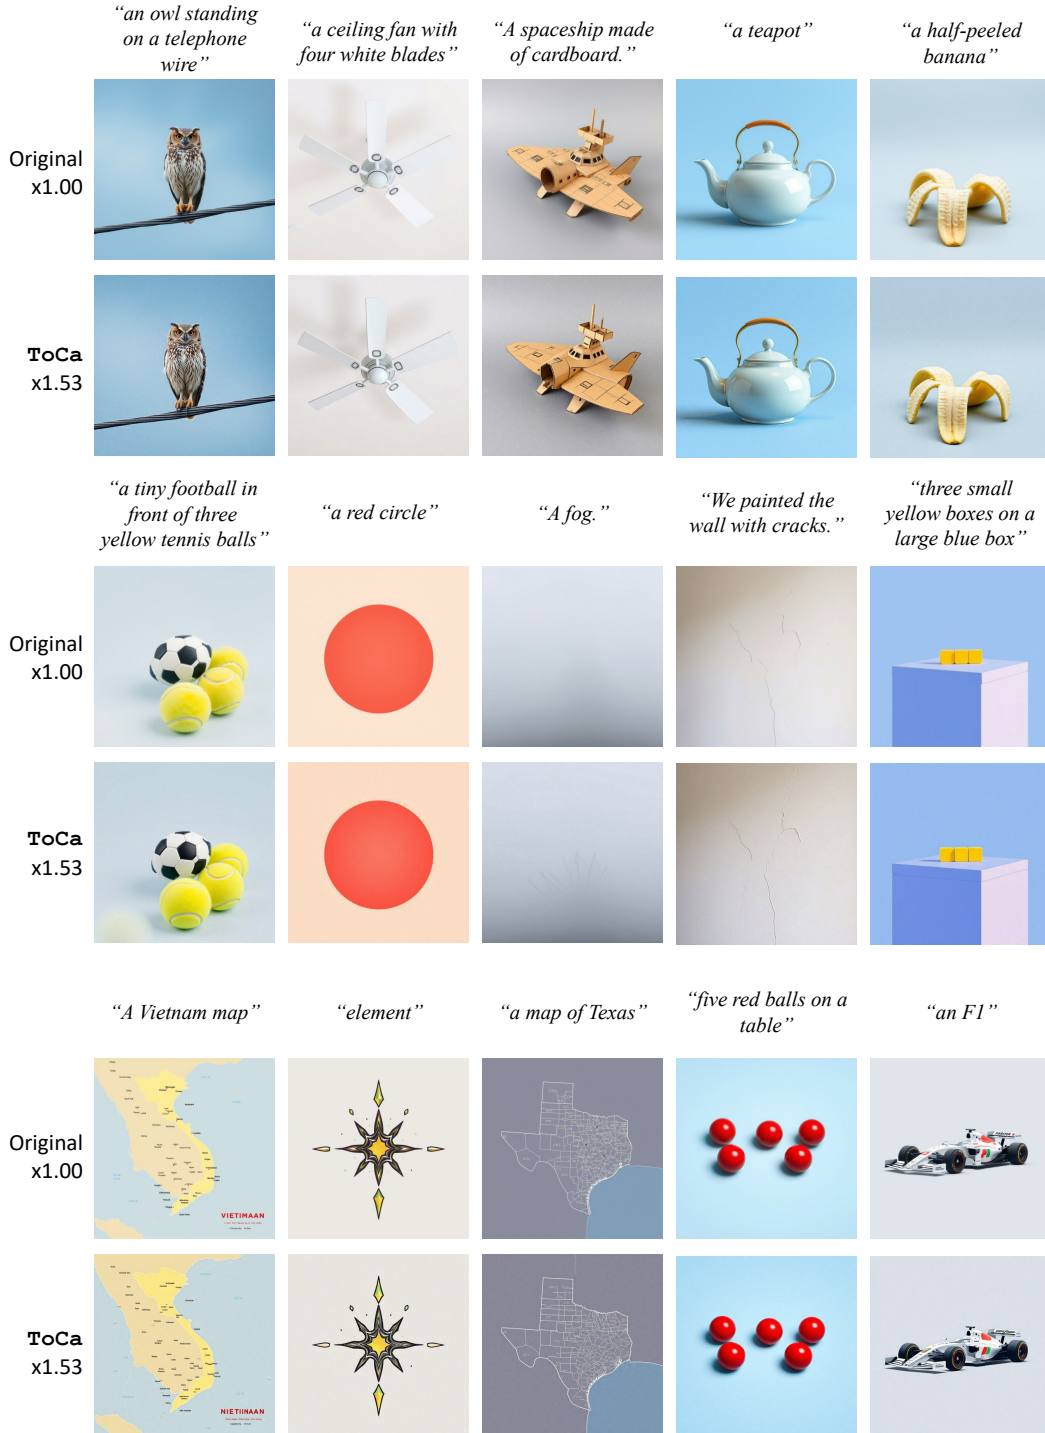 “an owl standing
on a telephone
wire”
“a ceiling fan with
four white blades”
“A spaceship made
of cardboard.”
“a teapot”
“a half-peeled
banana”
Original
x1.00
ToCa
x1.53
“a tiny football in
front of three
yellow tennis balls”
“a red circle”
“A fog.”
“We painted the
wall with cracks.”
“three small
yellow boxes on a
large blue box”
Original
x1.00
ToCa
x1.53
“A Vietnam map”
“element”
“a map of Texas”
“five red balls on a
table”
“an F1”
Original
x1.00
VIETIMAAN
ToCa
x1.53
NIETIINAAN